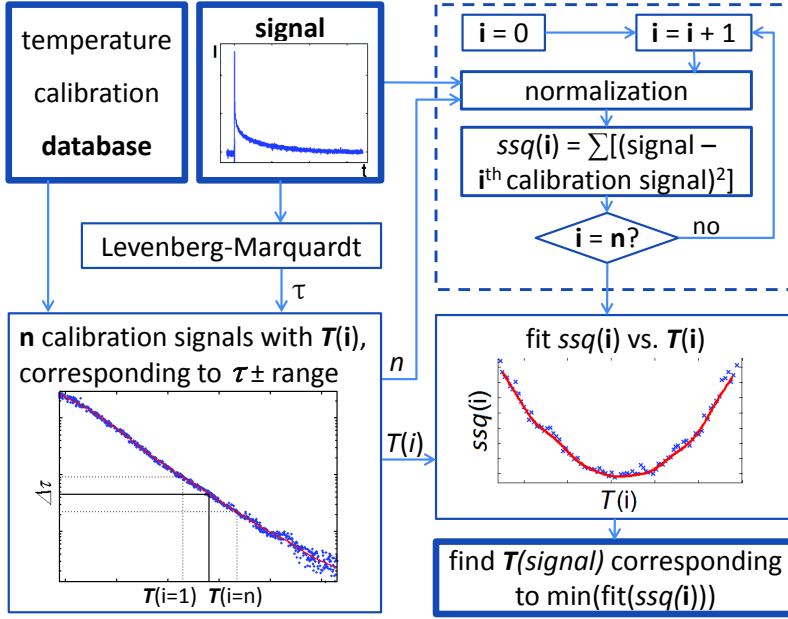 temperature
calibration
database
signal
I
t
i = 0
i = i + 1
normalization
ssq(i) = ∑[(signal –
iᵗʰ calibration signal)²]
i = n?
no
Levenberg-Marquardt
τ
n calibration signals with T(i),
corresponding to τ ± range
Δτ
T(i=1)
T(i=n)
n
T(i)
fit ssq(i) vs. T(i)
ssq(i)
T(i)
find T(signal) corresponding
to min(fit(ssq(i)))